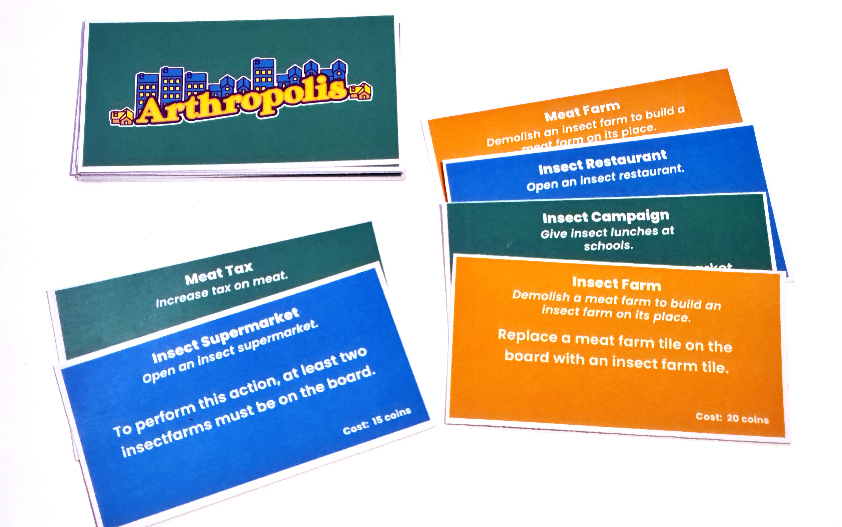 Arthropolis
Meat Farm
Demolish an insect farm to build a
meat farm on its place.
Insect Restaurant
Open an insect restaurant.
Insect Campaign
Give insect lunches at
schools.
Insect Farm
Demolish a meat farm to build an
insect farm on its place.
Replace a meat farm tile on the
board with an insect farm tile.
Cost: 20 coins
Meat Tax
Increase tax on meat.
Insect Supermarket
Open an insect supermarket.
To perform this action, at least two
insectfarms must be on the board.
Cost: 15 coins